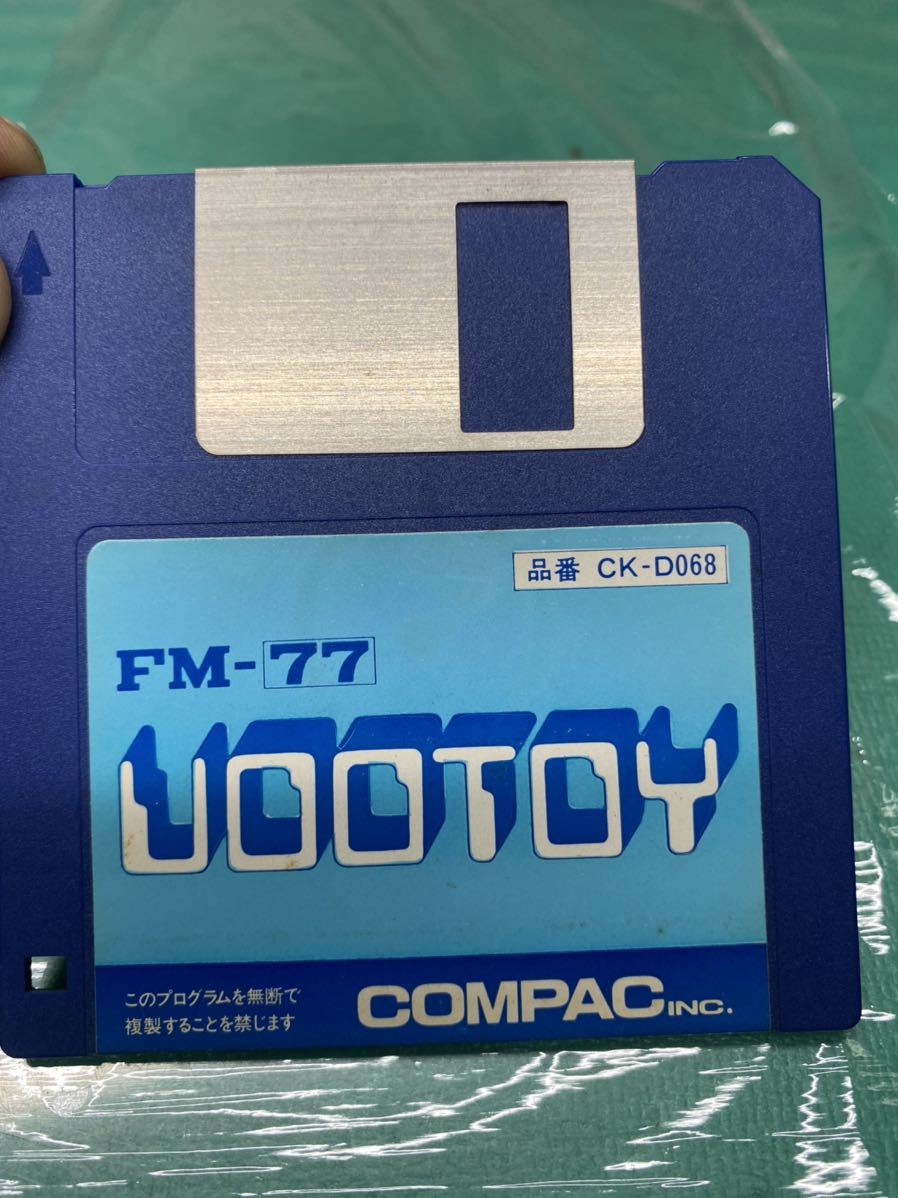 品番 CK-D068
FM-77
VOOTOY
このプログラムを無断で
複製することを禁じます
COMPAC INC.